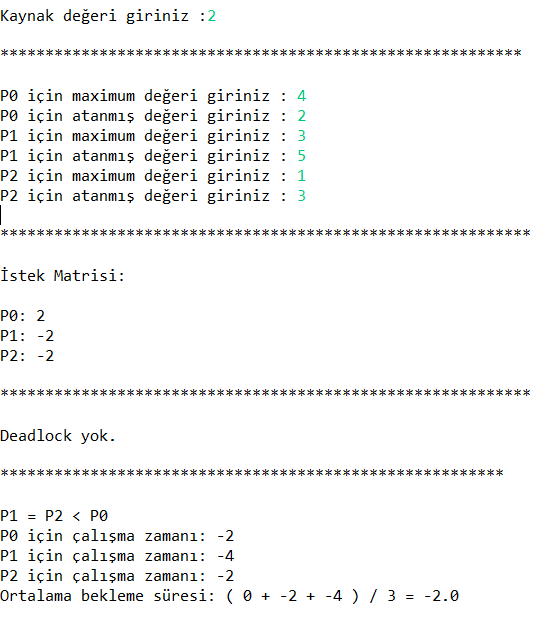 Kaynak değeri giriniz :2
**********************************************************
P0 için maximum değeri giriniz : 4
P0 için atanmış değeri giriniz : 2
P1 için maximum değeri giriniz : 3
P1 için atanmış değeri giriniz : 5
P2 için maximum değeri giriniz : 1
P2 için atanmış değeri giriniz : 3
***********************************************************
İstek Matrisi:
P0: 2
P1: -2
P2: -2
***********************************************************
Deadlock yok.
********************************************************
P1 = P2 < P0
P0 için çalışma zamanı: -2
P1 için çalışma zamanı: -4
P2 için çalışma zamanı: -2
Ortalama bekleme süresi: ( 0 + -2 + -4 ) / 3 = -2.0